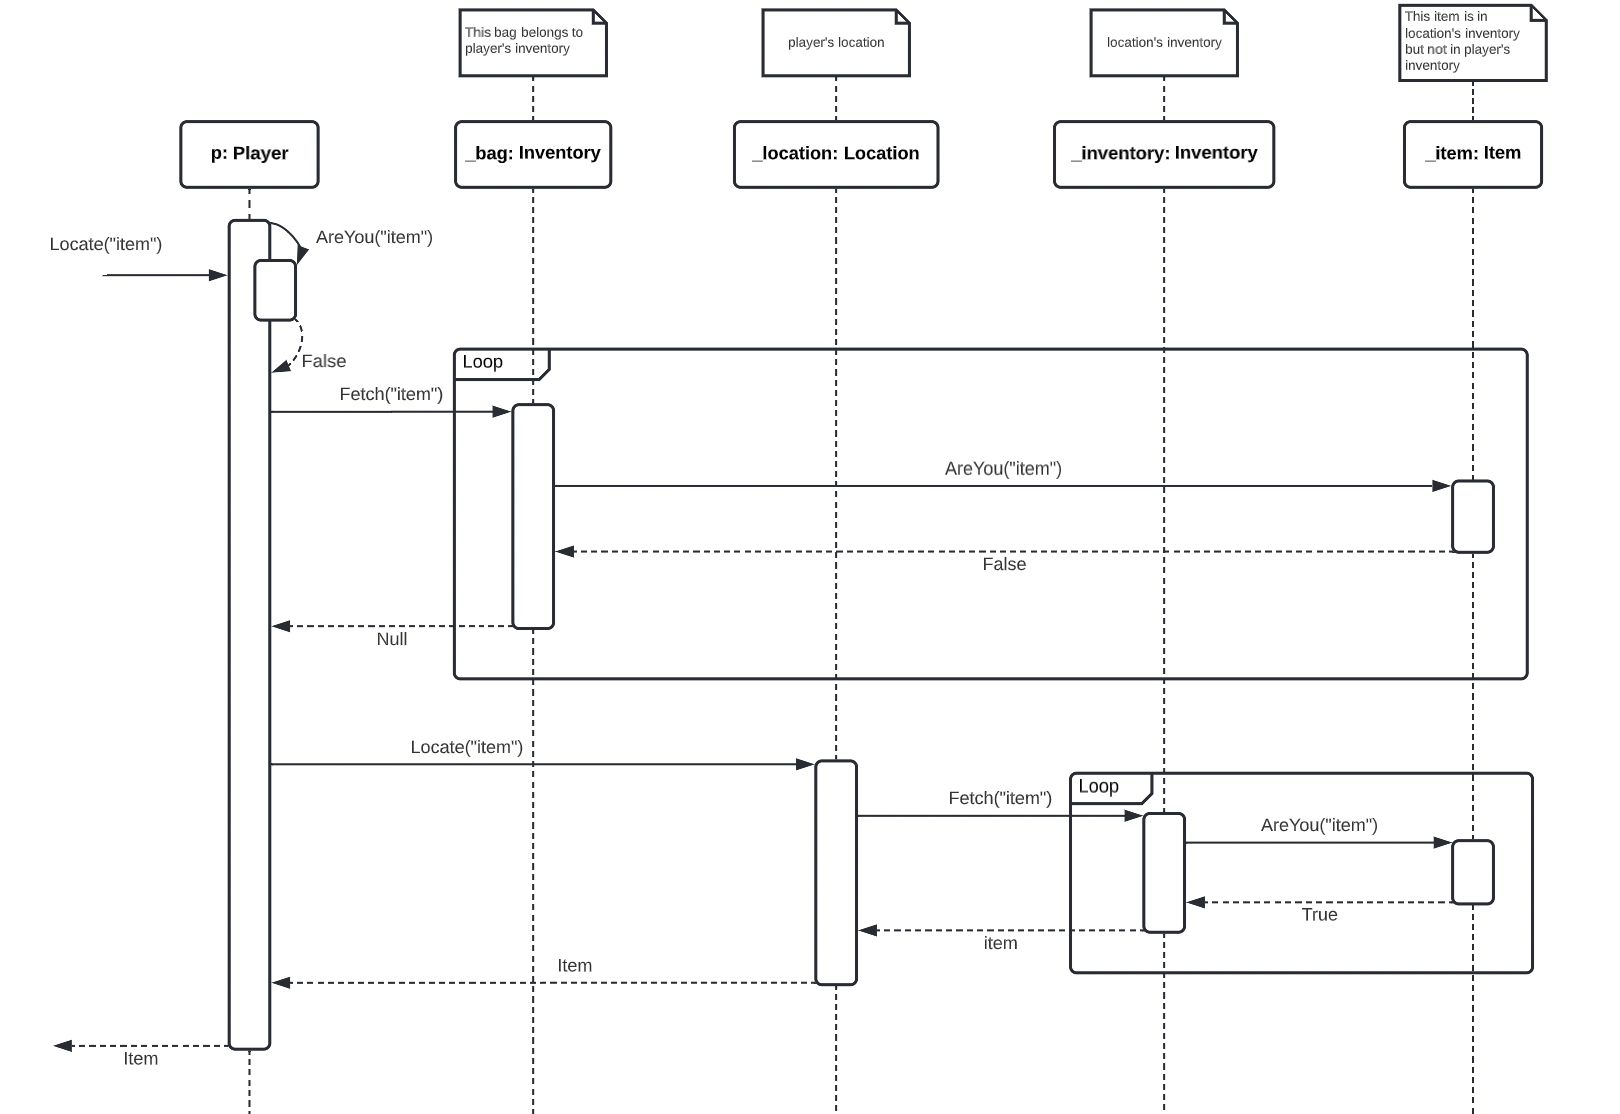 This bag belongs to
player's inventory
player's location
location's inventory
This item is in
location's inventory
but not in player's
inventory
p: Player
_bag: Inventory
_location: Location
_inventory: Inventory
_item: Item
Locate("item")
AreYou("item")
False
Loop
Fetch("item")
AreYou("item")
False
Null
Locate("item")
Loop
Fetch("item")
AreYou("item")
True
item
Item
Item